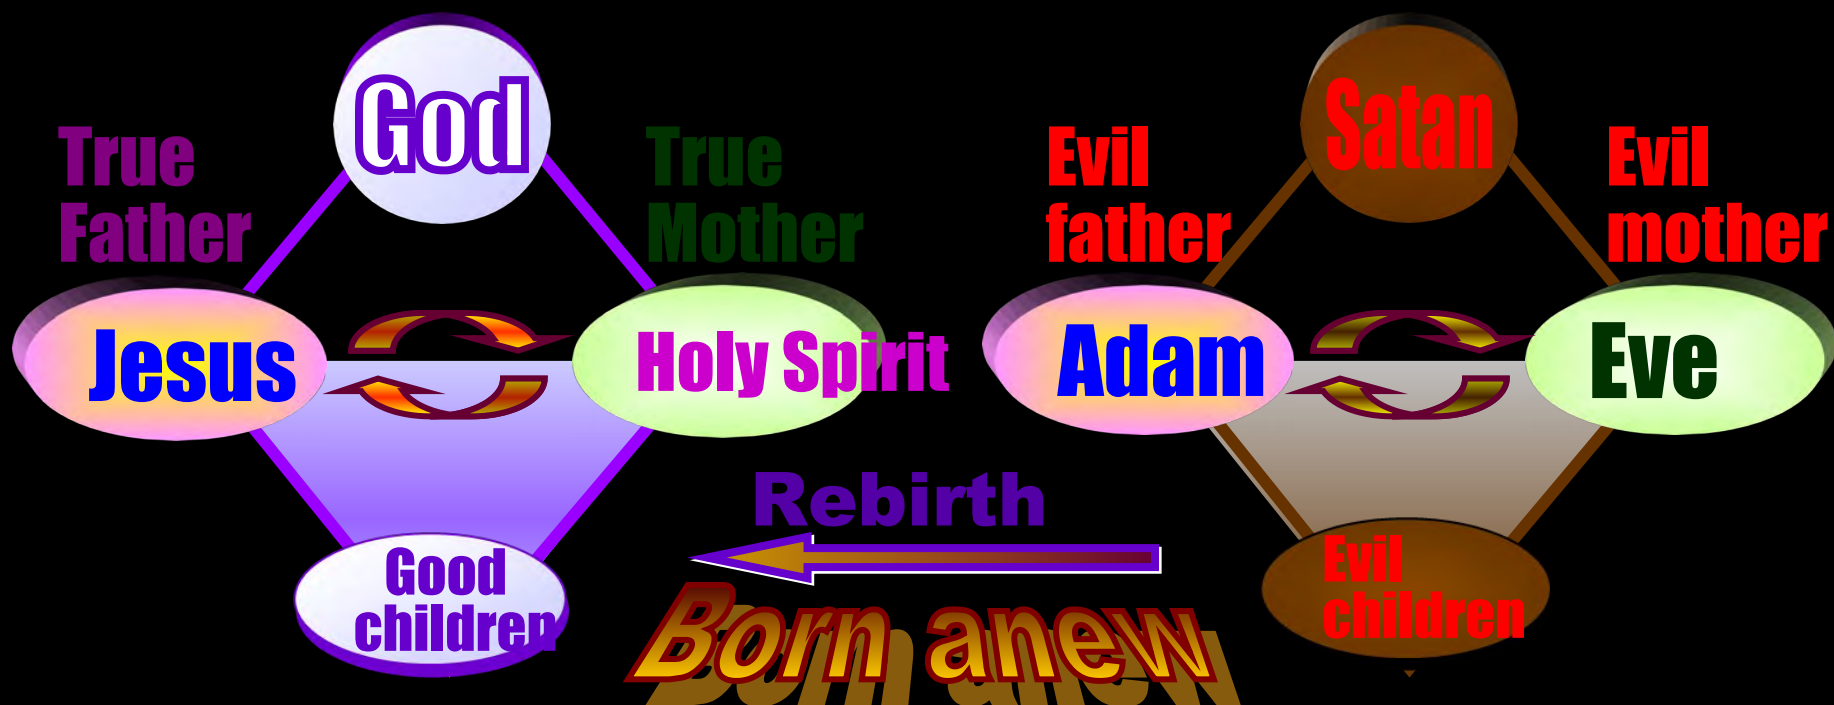 God
True
Father
True
Mother
Jesus
Holy Spirit
Good
children
Satan
Evil
father
Evil
mother
Adam
Eve
Evil
children
Rebirth
Born anew